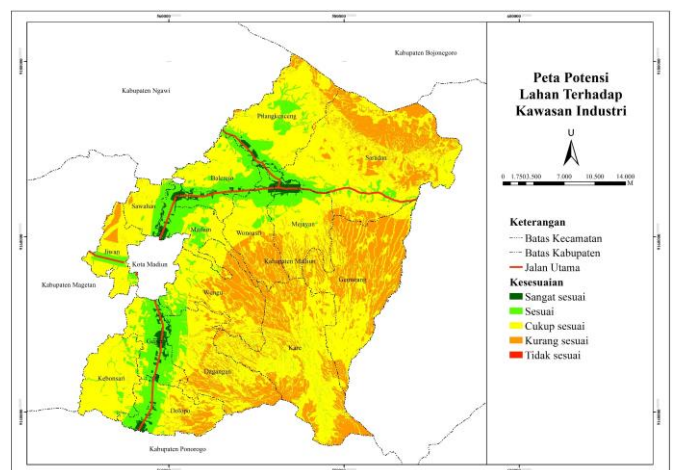 Kabupaten Bojonegoro
Kabupaten Ngawi
Pilangkenceng
Saradan
Balerejo
Sawahan
Madiun
Wonoasri
Mejayan
Jiwan
Kota Madiun
Kabupaten Madiun
Gemarang
Kabupaten Magetan
Wungu
Kare
Kebonsari
Dagangan
Dolopo
Kabupaten Ponorogo
Peta Potensi
Lahan Terhadap
Kawasan Industri
U
0 1.7503.500 7.000 10.500 14.000
M
Keterangan
Batas Kecamatan
Batas Kabupaten
Jalan Utama
Kesesuaian
Sangat sesuai
Sesuai
Cukup sesuai
Kurang sesuai
Tidak sesuai